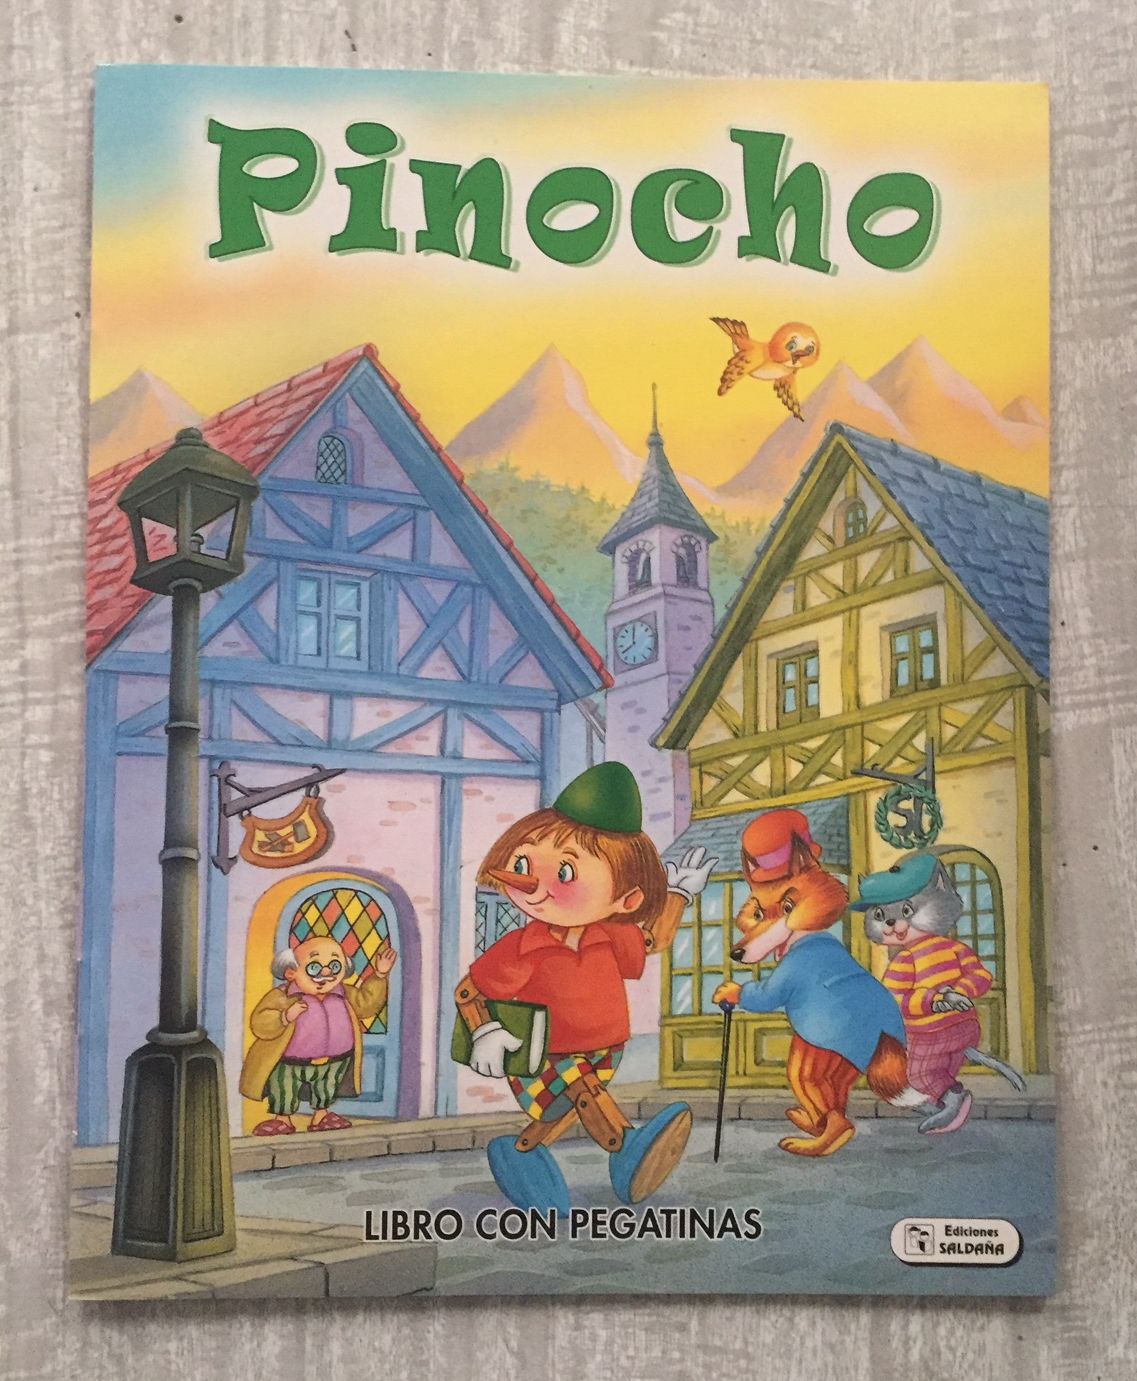 Pinocho
LIBRO CON PEGATINAS
Ediciones
SALDAÑA